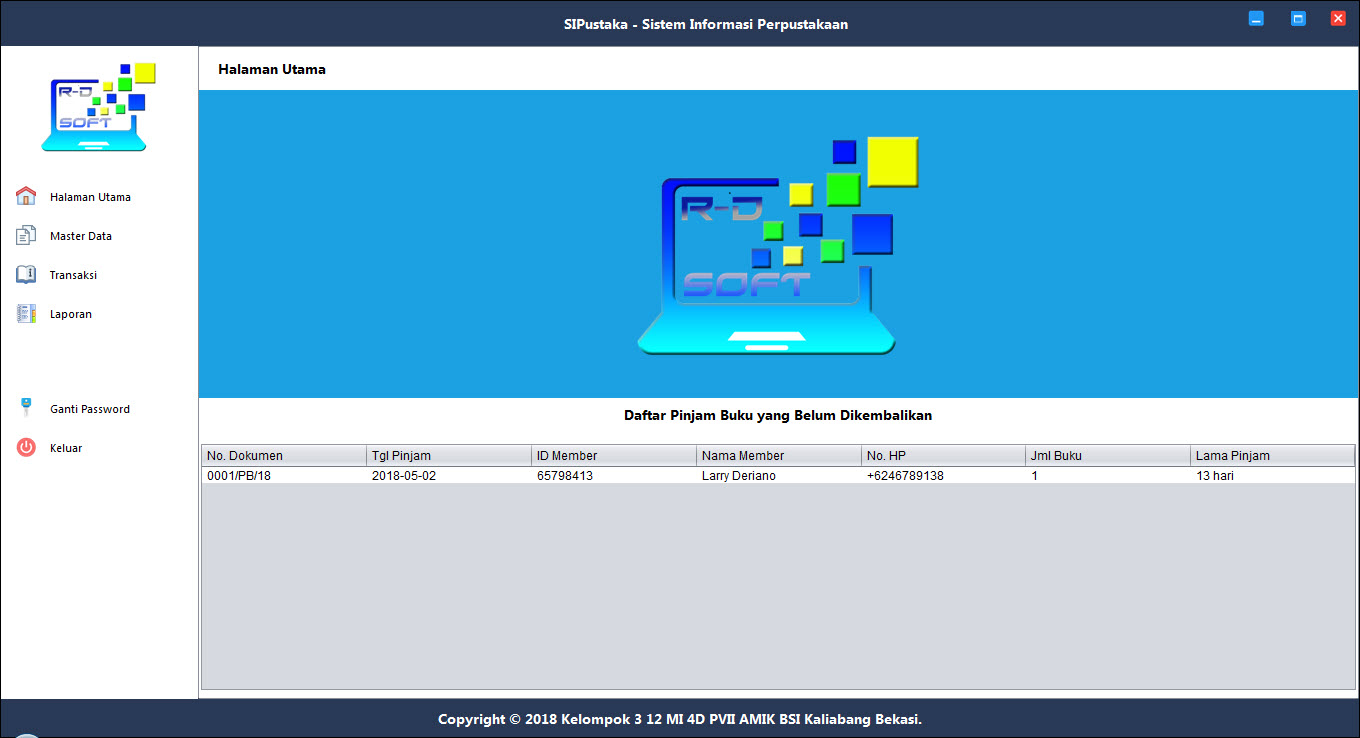 SIPustaka - Sistem Informasi Perpustakaan
R-D
SOFT
Halaman Utama
Master Data
Transaksi
Laporan
Ganti Password
Keluar
Halaman Utama
R-D
SOFT
Daftar Pinjam Buku yang Belum Dikembalikan
No. Dokumen Tgl Pinjam ID Member Nama Member No. HP Jml Buku Lama Pinjam
0001/PB/18 2018-05-02 65798413 Larry Deriano +6246789138 1 13 hari
Copyright © 2018 Kelompok 3 12 MI 4D PVII AMIK BSI Kaliabang Bekasi.